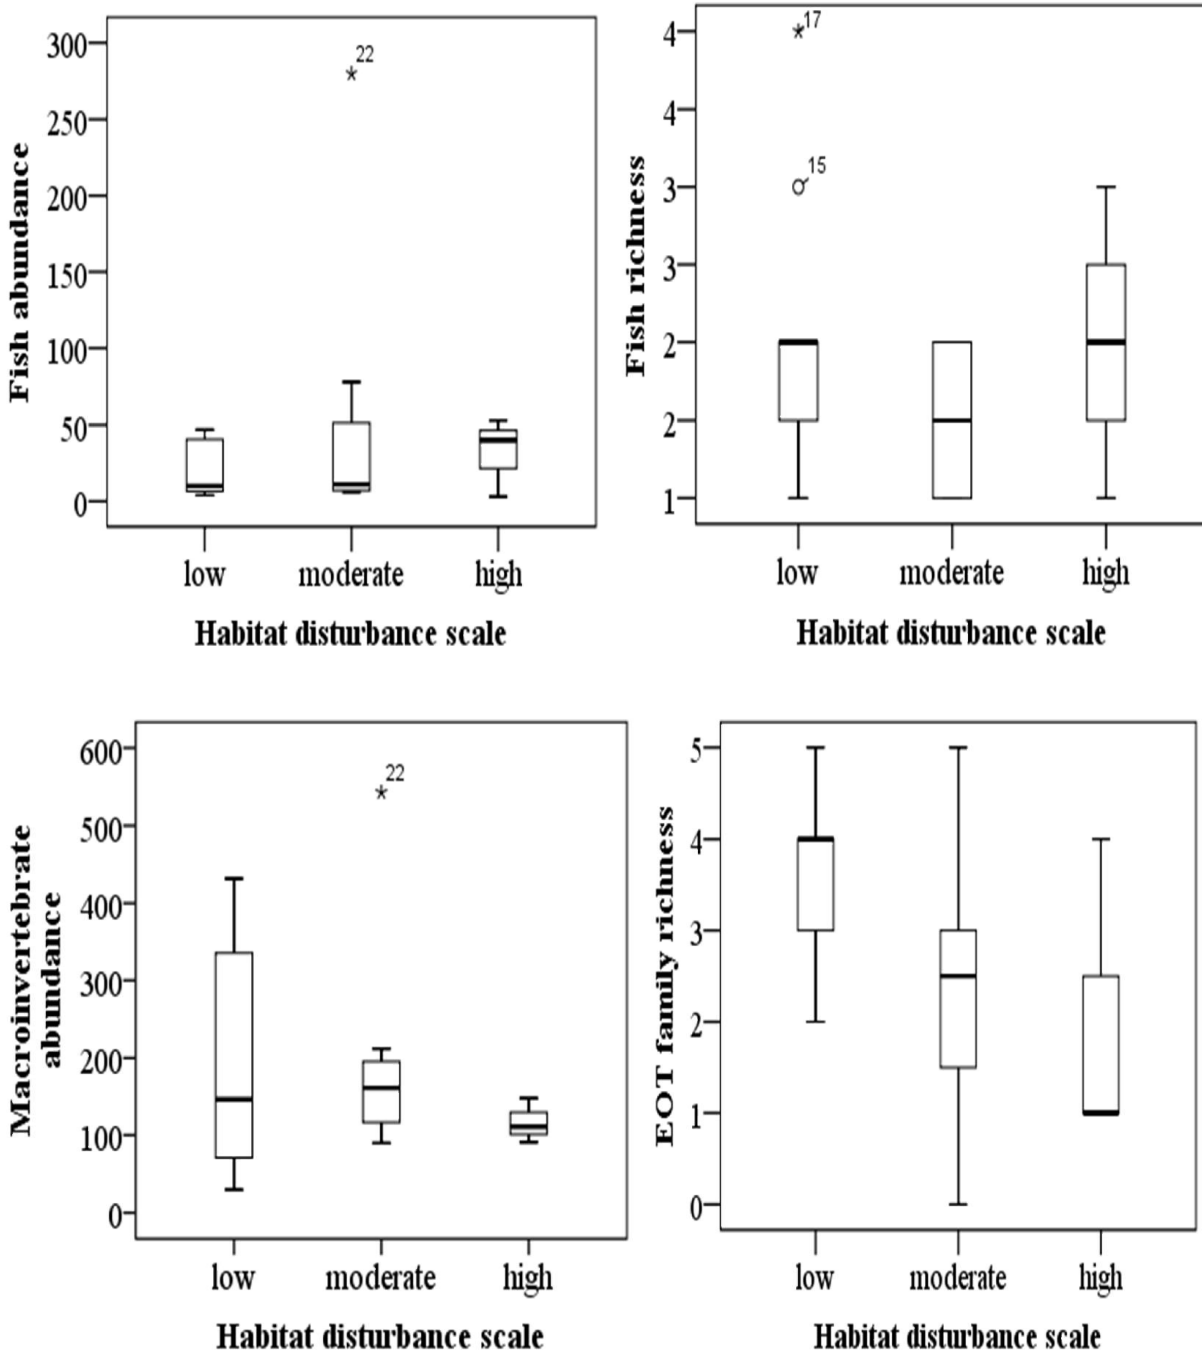 Fish abundance
300
250
200
150
100
50
0
22
low moderate high
Habitat disturbance scale
Fish richness
4
4
3
3
2
2
1
17
15
low moderate high
Habitat disturbance scale
Macroinvertebrate
abundance
600
500
400
300
200
100
0
22
low moderate high
Habitat disturbance scale
EOT family richness
5
4
3
2
1
0
low moderate high
Habitat disturbance scale